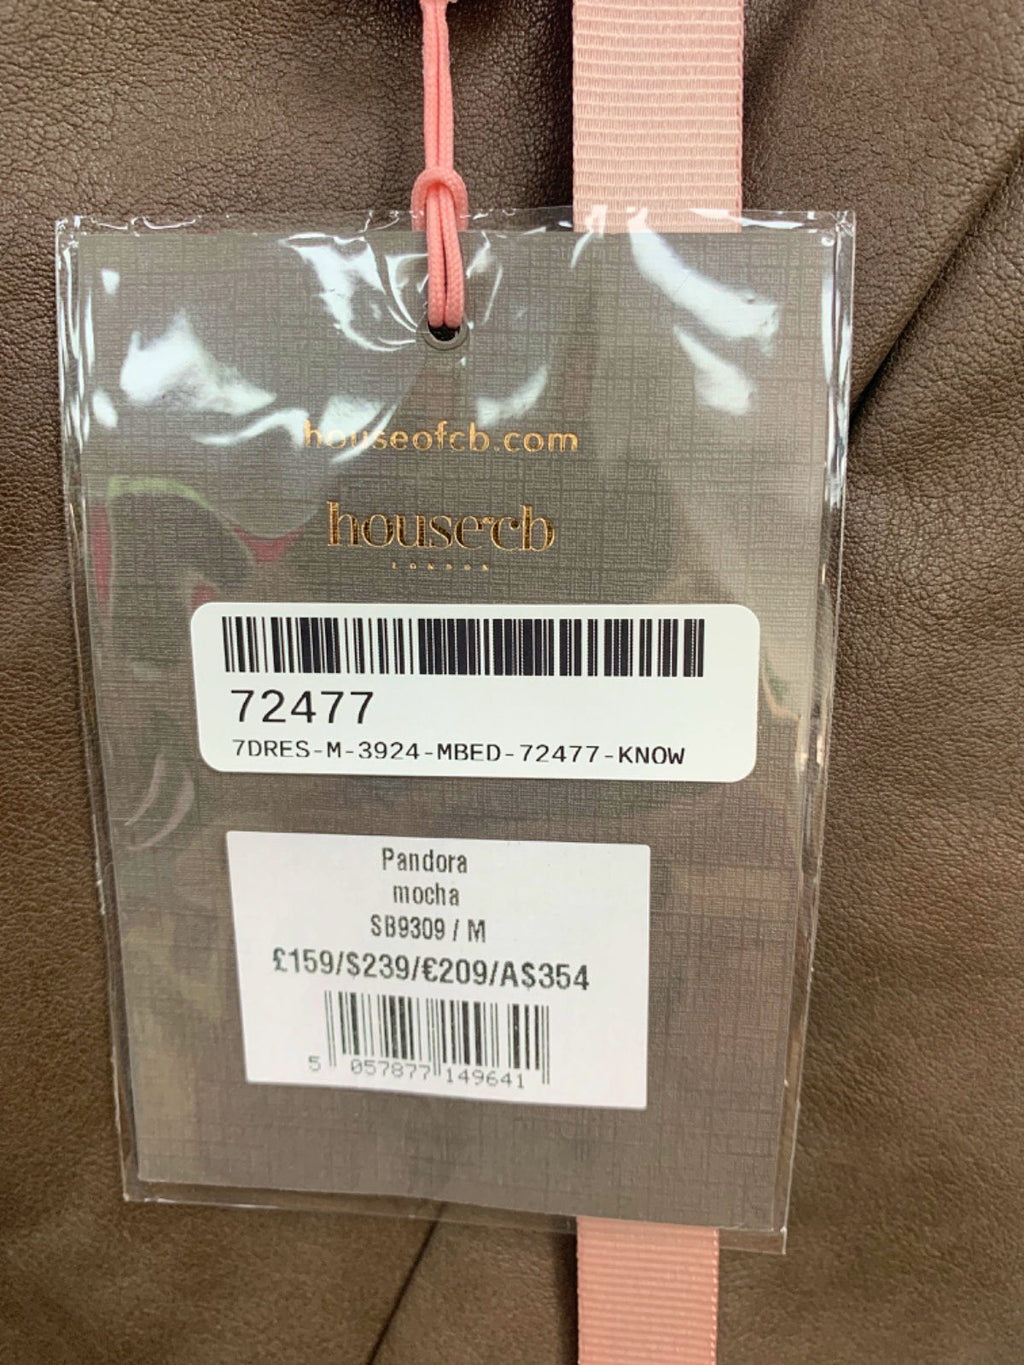 houseofcb.com
house of cb
LONDON
72477
7DRES-M-3924-MBED-72477-KNOW
Pandora
mocha
SB9309 / M
£159/$239/€209/A$354
5 057877 149641